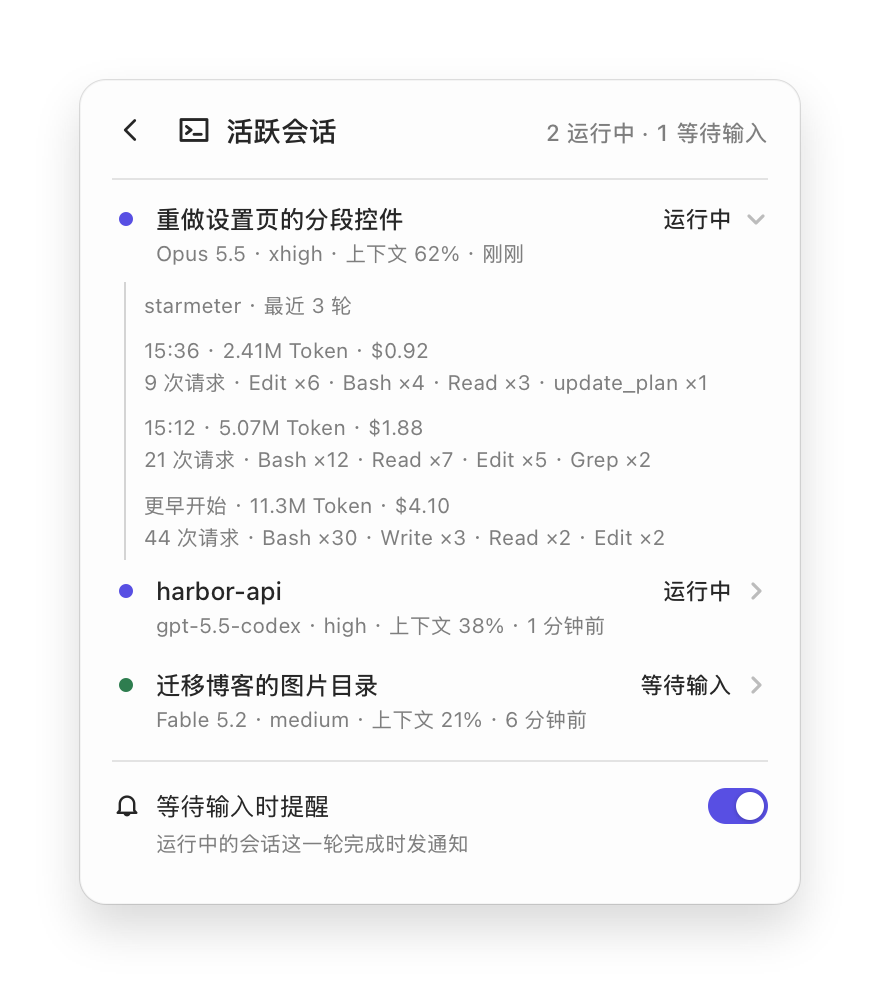 活跃会话
2 运行中 · 1 等待输入
重做设置页的分段控件
运行中
Opus 5.5 · xhigh · 上下文 62% · 刚刚
starmeter · 最近 3 轮
15:36 · 2.41M Token · $0.92
9 次请求 · Edit ×6 · Bash ×4 · Read ×3 · update_plan ×1
15:12 · 5.07M Token · $1.88
21 次请求 · Bash ×12 · Read ×7 · Edit ×5 · Grep ×2
更早开始 · 11.3M Token · $4.10
44 次请求 · Bash ×30 · Write ×3 · Read ×2 · Edit ×2
harbor-api
运行中
gpt-5.5-codex · high · 上下文 38% · 1 分钟前
迁移博客的图片目录
等待输入
Fable 5.2 · medium · 上下文 21% · 6 分钟前
等待输入时提醒
运行中的会话这一轮完成时发通知